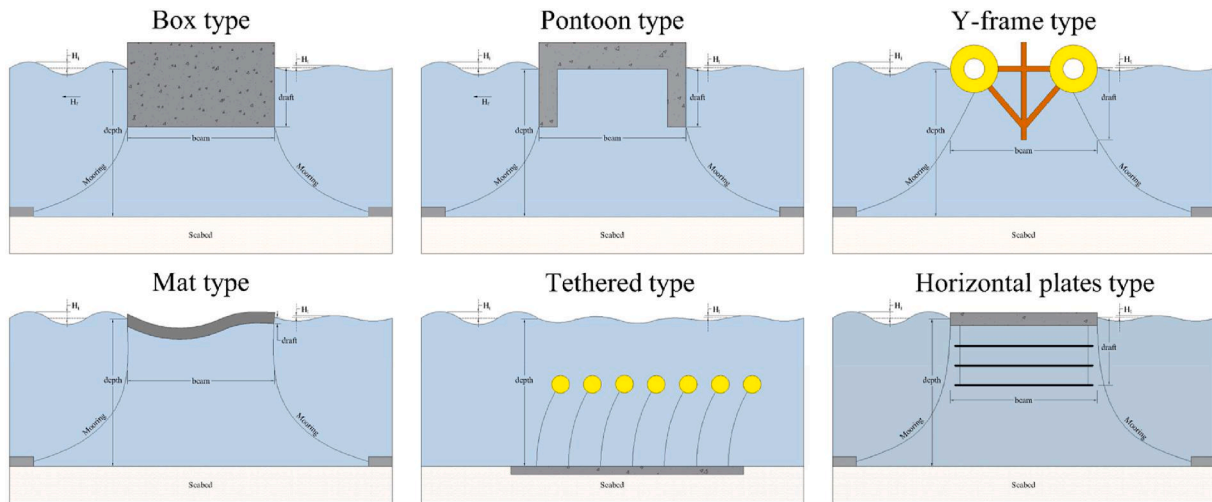 Box type
Hᵢ
Hₜ
Hᵣ
draft
depth
beam
Mooring
Mooring
Seabed
Pontoon type
Hᵢ
Hₜ
Hᵣ
draft
depth
beam
Mooring
Mooring
Seabed
Y-frame type
Hᵢ
Hₜ
draft
depth
beam
Mooring
Mooring
Seabed
Mat type
Hᵢ
Hₜ
draft
depth
beam
Mooring
Mooring
Seabed
Tethered type
Hᵢ
Hₜ
depth
Seabed
Horizontal plates type
Hᵢ
Hₜ
draft
depth
beam
Mooring
Mooring
Seabed